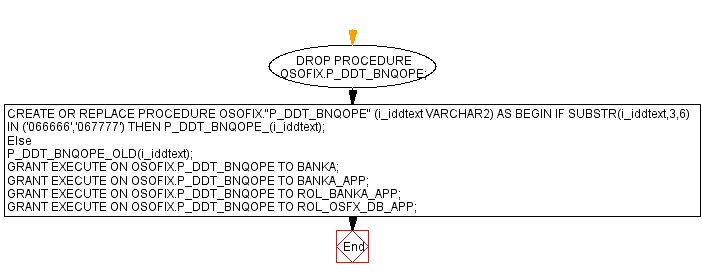 DROP PROCEDURE
OSOFIX.P_DDT_BNQOPE;
CREATE OR REPLACE PROCEDURE OSOFIX."P_DDT_BNQOPE" (i_iddtext VARCHAR2) AS BEGIN IF SUBSTR(i_iddtext,3,6)
IN ('066666','067777') THEN P_DDT_BNQOPE_(i_iddtext);
Else
P_DDT_BNQOPE_OLD(i_iddtext);
GRANT EXECUTE ON OSOFIX.P_DDT_BNQOPE TO BANKA;
GRANT EXECUTE ON OSOFIX.P_DDT_BNQOPE TO BANKA_APP;
GRANT EXECUTE ON OSOFIX.P_DDT_BNQOPE TO ROL_BANKA_APP;
GRANT EXECUTE ON OSOFIX.P_DDT_BNQOPE TO ROL_OSFX_DB_APP;
End